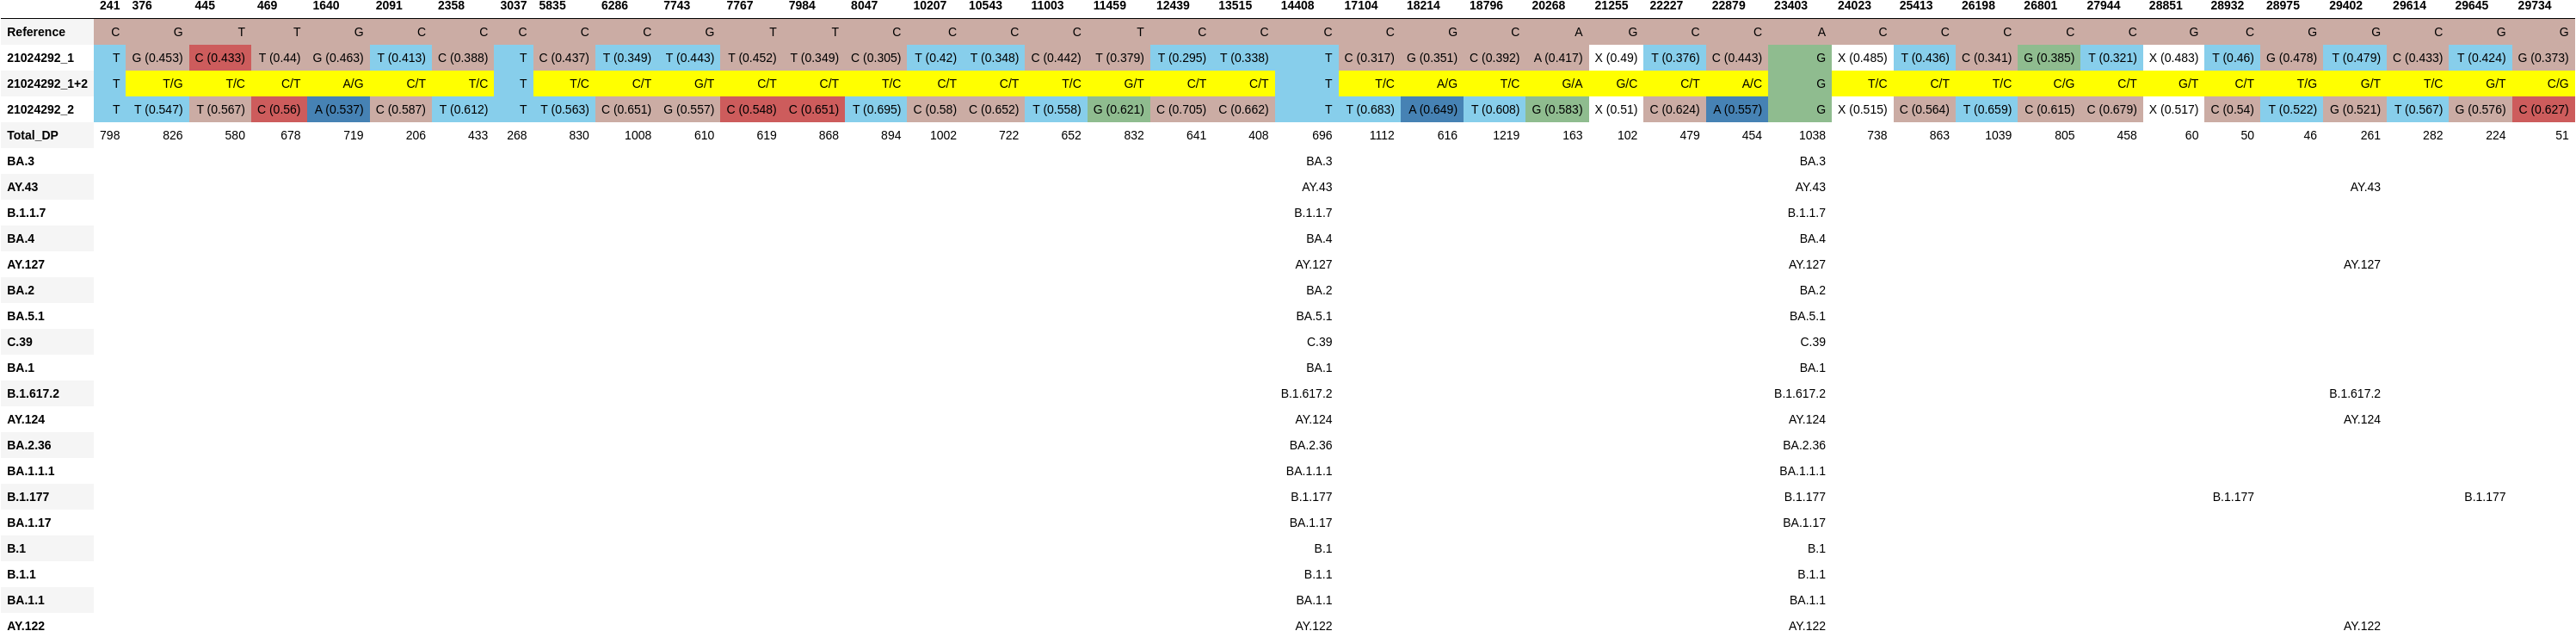 241 376 445 469 1640 2091 2358 3037 5835 6286 7743 7767 7984 8047 10207 10543 11003 11459 12439 13515 14408 17104 18214 18796 20268 21255 22227 22879 23403 24023 25413 26198 26801 27944 28851 28932 28975 29402 29614 29645 29734
Reference C G T T G C C C C C G T T C C C C T C C C C G C A G C C A C C C C C G C G G C G G
21024292_1 T G (0.453) C (0.433) T (0.44) G (0.463) T (0.413) C (0.388) T C (0.437) T (0.349) T (0.443) T (0.452) T (0.349) C (0.305) T (0.42) T (0.348) C (0.442) T (0.379) T (0.295) T (0.338) T C (0.317) G (0.351) C (0.392) A (0.417) X (0.49) T (0.376) C (0.443) G X (0.485) T (0.436) C (0.341) G (0.385) T (0.321) X (0.483) T (0.46) G (0.478) T (0.479) C (0.433) T (0.424) G (0.373)
21024292_1+2 T T/G T/C C/T A/G C/T T/C T T/C C/T G/T C/T C/T T/C C/T C/T T/C G/T C/T C/T T T/C A/G T/C G/A G/C C/T A/C G T/C C/T T/C C/G C/T G/T C/T T/G G/T T/C G/T C/G
21024292_2 T T (0.547) T (0.567) C (0.56) A (0.537) C (0.587) T (0.612) T T (0.563) C (0.651) G (0.557) C (0.548) C (0.651) T (0.695) C (0.58) C (0.652) T (0.558) G (0.621) C (0.705) C (0.662) T T (0.683) A (0.649) T (0.608) G (0.583) X (0.51) C (0.624) A (0.557) G X (0.515) C (0.564) T (0.659) C (0.615) C (0.679) X (0.517) C (0.54) T (0.522) G (0.521) T (0.567) G (0.576) C (0.627)
Total_DP 798 826 580 678 719 206 433 268 830 1008 610 619 868 894 1002 722 652 832 641 408 696 1112 616 1219 163 102 479 454 1038 738 863 1039 805 458 60 50 46 261 282 224 51
BA.3 BA.3 BA.3
AY.43 AY.43 AY.43 AY.43
B.1.1.7 B.1.1.7 B.1.1.7
BA.4 BA.4 BA.4
AY.127 AY.127 AY.127 AY.127
BA.2 BA.2 BA.2
BA.5.1 BA.5.1 BA.5.1
C.39 C.39 C.39
BA.1 BA.1 BA.1
B.1.617.2 B.1.617.2 B.1.617.2 B.1.617.2
AY.124 AY.124 AY.124 AY.124
BA.2.36 BA.2.36 BA.2.36
BA.1.1.1 BA.1.1.1 BA.1.1.1
B.1.177 B.1.177 B.1.177 B.1.177 B.1.177
BA.1.17 BA.1.17 BA.1.17
B.1 B.1 B.1
B.1.1 B.1.1 B.1.1
BA.1.1 BA.1.1 BA.1.1
AY.122 AY.122 AY.122 AY.122